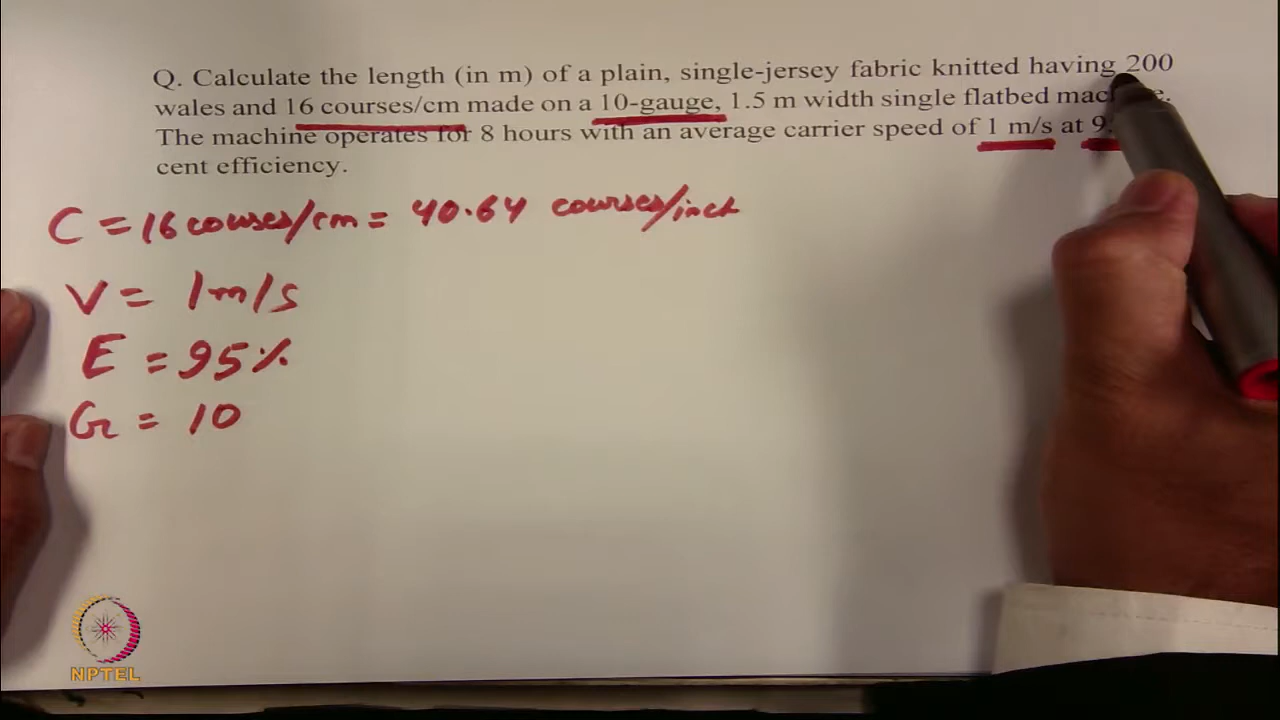 Q. Calculate the length (in m) of a plain, single-jersey fabric knitted having 200
wales and 16 courses/cm made on a 10-gauge, 1.5 m width single flatbed
The machine operates for 8 hours with an average carrier speed of 1 m/s at
cent efficiency.
C = 16 couses/cm = 40.64 courses/inch
V = 1m/s
E = 95%
G = 10
NPTEL